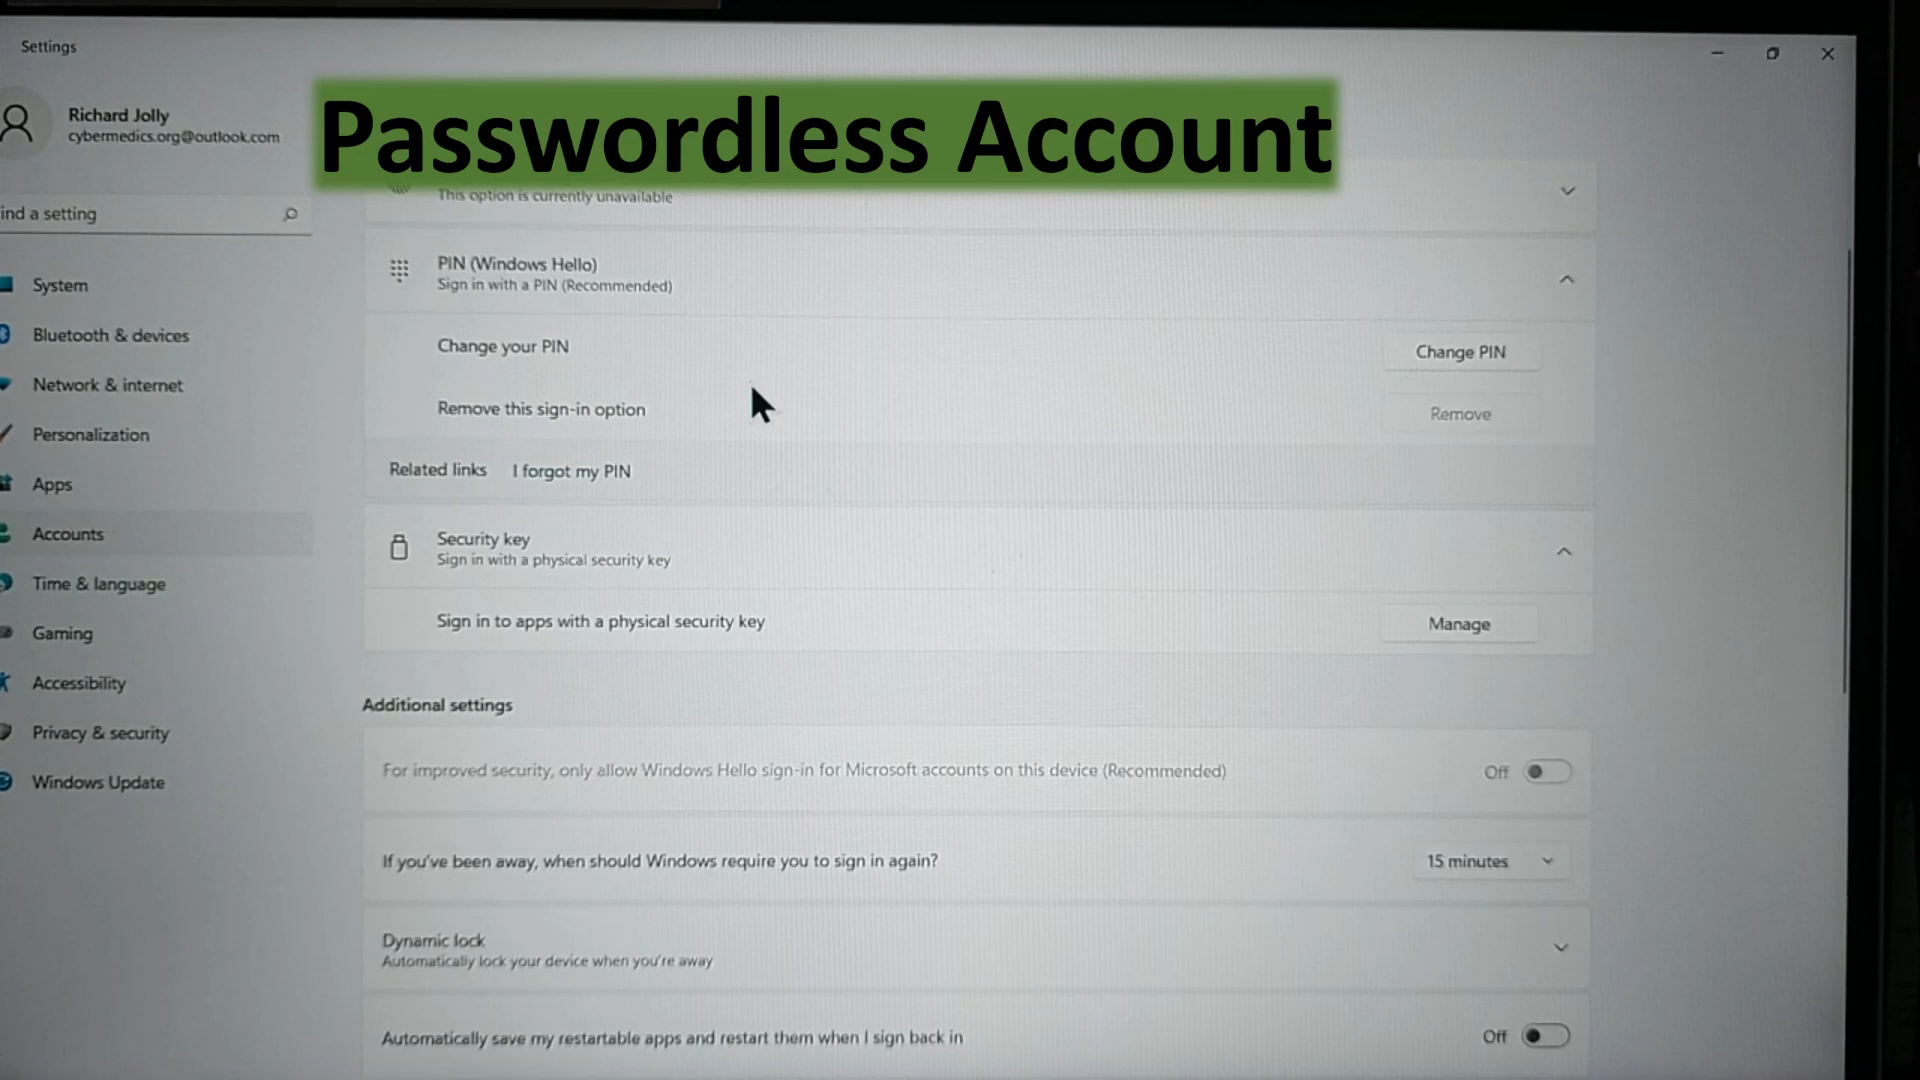 Settings
Richard Jolly
cybermedics.org@outlook.com
Passwordless Account
ind a setting
This option is currently unavailable
PIN (Windows Hello)
Sign in with a PIN (Recommended)
System
Bluetooth & devices
Network & internet
Personalization
Apps
Accounts
Time & language
Gaming
Accessibility
Privacy & security
Windows Update
Change your PIN
Change PIN
Remove this sign-in option
Remove
Related links I forgot my PIN
Security key
Sign in with a physical security key
Sign in to apps with a physical security key
Manage
Additional settings
For improved security, only allow Windows Hello sign-in for Microsoft accounts on this device (Recommended)
Off
If you've been away, when should Windows require you to sign in again?
15 minutes
Dynamic lock
Automatically lock your device when you're away
Automatically save my restartable apps and restart them when I sign back in
Off